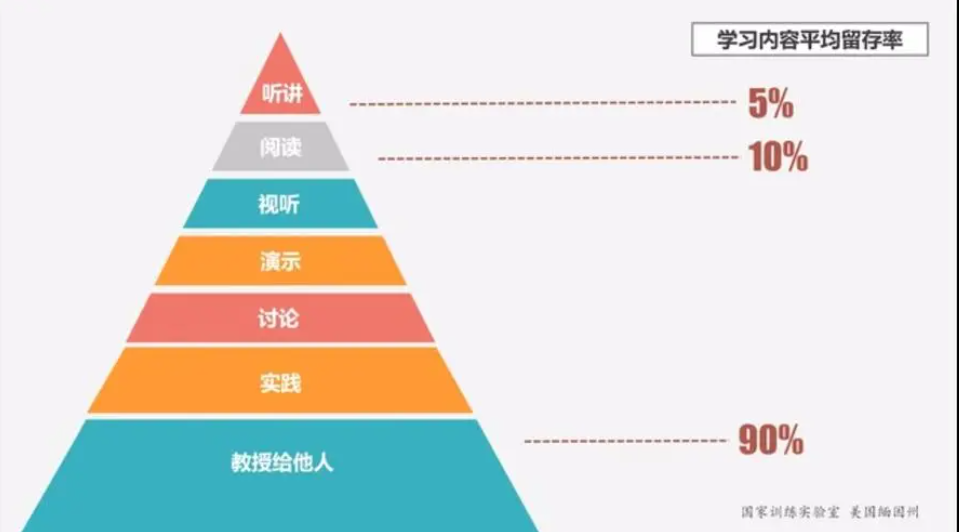 学习内容平均留存率
听讲
5%
阅读
10%
视听
演示
讨论
实践
教授给他人
90%
国家训练实验室 美国缅因州